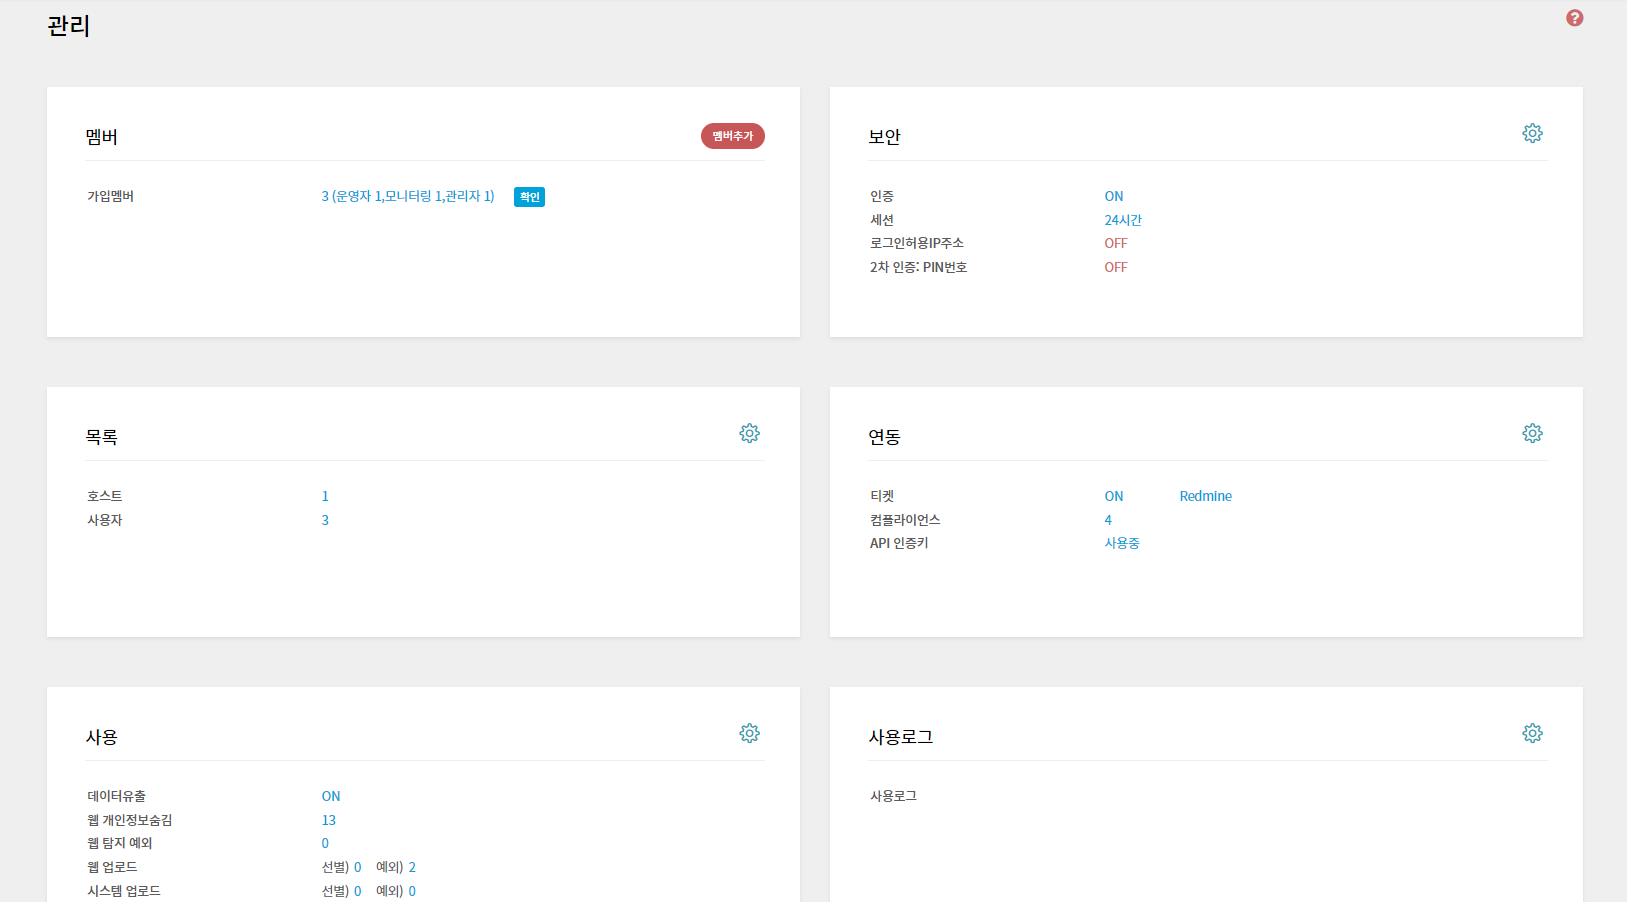 관리
?
멤버
멤버추가
가입멤버 3 (운영자 1,모니터링 1,관리자 1) 확인
보안
인증 ON
세션 24시간
로그인허용IP주소 OFF
2차 인증: PIN번호 OFF
목록
호스트 1
사용자 3
연동
티켓 ON Redmine
컴플라이언스 4
API 인증키 사용중
사용
데이터유출 ON
웹 개인정보숨김 13
웹 탐지 예외 0
웹 업로드 선별) 0 예외) 2
시스템 업로드 선별) 0 예외) 0
사용로그
사용로그